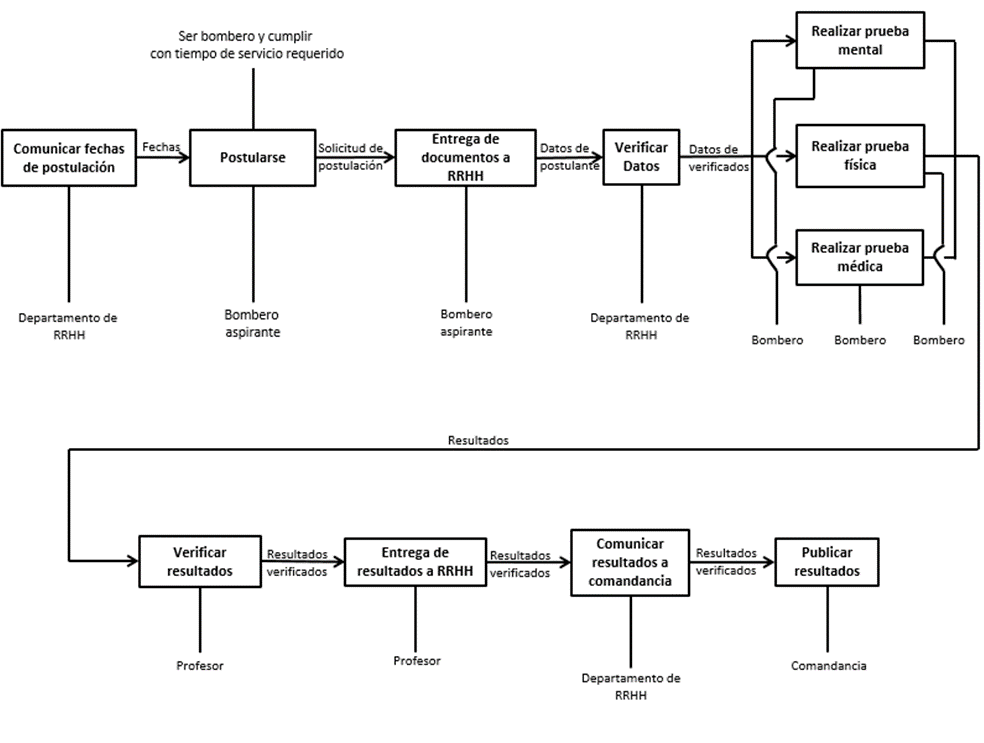 Ser bombero y cumplir
con tiempo de servicio requerido
Comunicar fechas
de postulación
Fechas
Postularse
Solicitud de
postulación
Entrega de
documentos a
RRHH
Datos de
postulante
Verificar
Datos
Datos de
verificados
Realizar prueba
mental
Realizar prueba
física
Realizar prueba
médica
Departamento de
RRHH
Bombero
aspirante
Bombero
aspirante
Departamento de
RRHH
Bombero
Bombero
Bombero
Resultados
Verificar
resultados
Resultados
verificados
Entrega de
resultados a RRHH
Resultados
verificados
Comunicar
resultados a
comandancia
Resultados
verificados
Publicar
resultados
Profesor
Profesor
Departamento de
RRHH
Comandancia